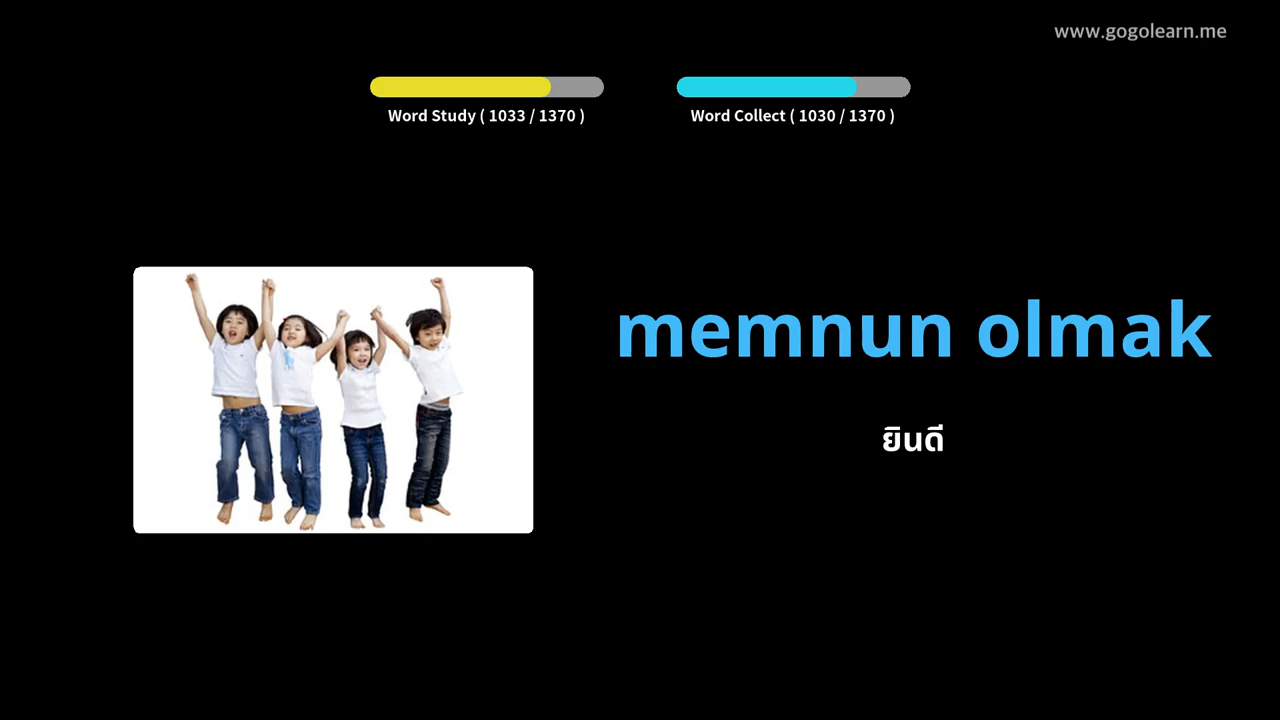 www.gogolearn.me
Word Study ( 1033 / 1370 )
Word Collect ( 1030 / 1370 )
memnun olmak
ยินดี